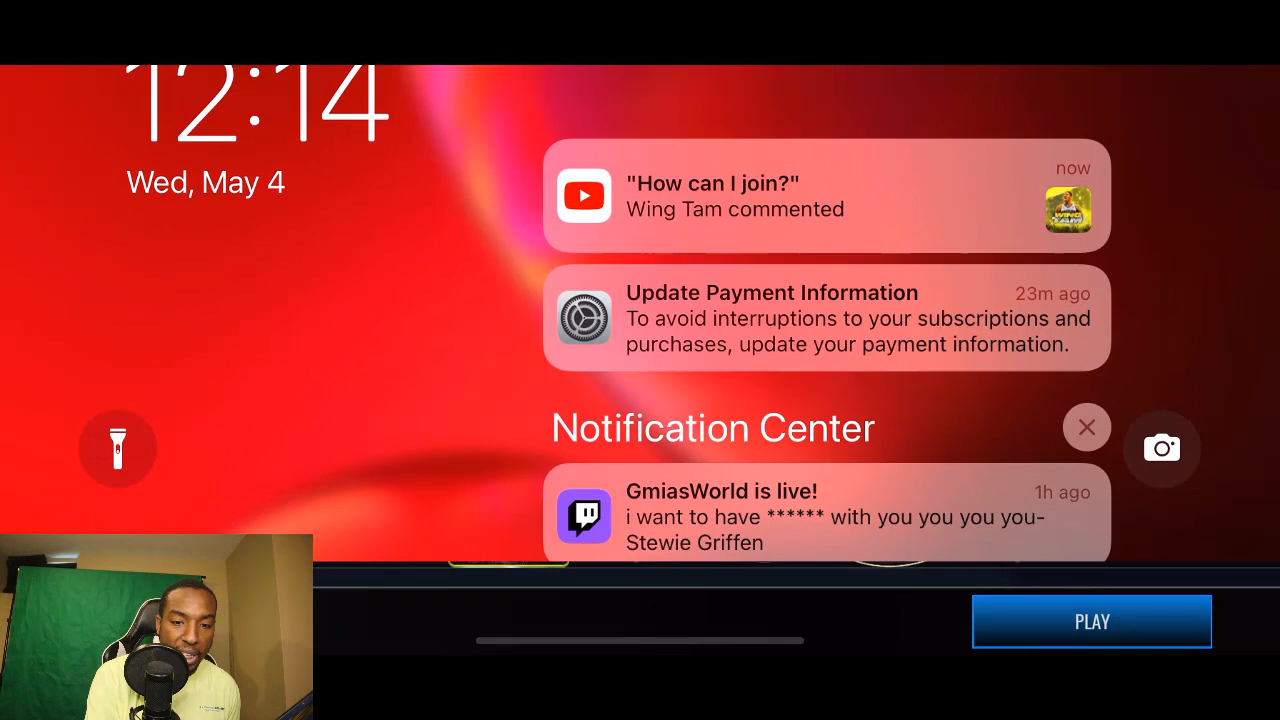 12:14
Wed, May 4
now
"How can I join?"
Wing Tam commented
WING
Update Payment Information
23m ago
To avoid interruptions to your subscriptions and
purchases, update your payment information.
Notification Center
GmiasWorld is live!
1h ago
i want to have ****** with you you you you-
Stewie Griffen
PLAY